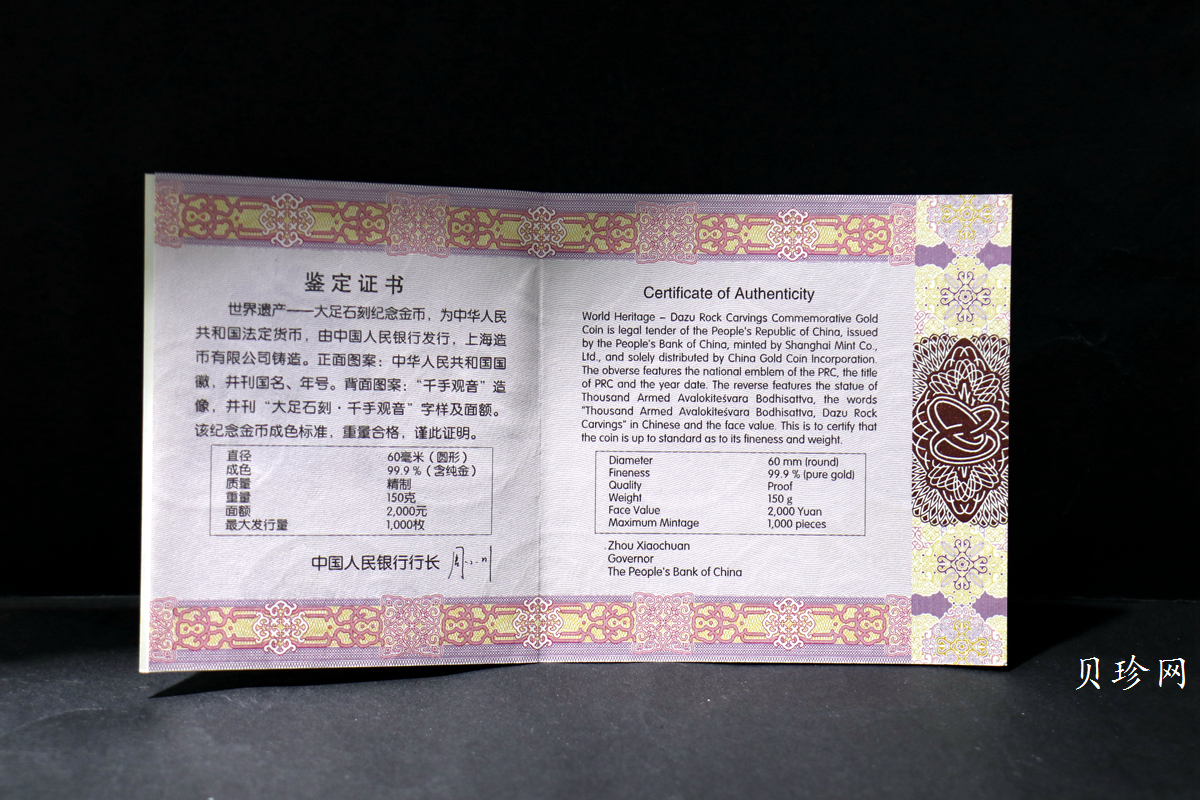 鉴定证书
世界遗产——大足石刻纪念金币，为中华人民
共和国法定货币，由中国人民银行发行，上海造
币有限公司铸造。正面图案：中华人民共和国国
徽，并刊国名、年号。背面图案：“千手观音”造
像，并刊“大足石刻·千手观音”字样及面额。
该纪念金币成色标准，重量合格，谨此证明。
直径 60毫米（圆形）
成色 99.9 %（含纯金）
质量 精制
重量 150克
面额 2,000元
最大发行量 1,000枚
中国人民银行行长
Certificate of Authenticity
World Heritage – Dazu Rock Carvings Commemorative Gold
Coin is legal tender of the People's Republic of China, issued
by the People's Bank of China, minted by Shanghai Mint Co.,
Ltd., and solely distributed by China Gold Coin Incorporation.
The obverse features the national emblem of the PRC, the title
of PRC and the year date. The reverse features the statue of
Thousand Armed Avalokiteśvara Bodhisattva, the words
"Thousand Armed Avalokiteśvara Bodhisattva, Dazu Rock
Carvings" in Chinese and the face value. This is to certify that
the coin is up to standard as to its fineness and weight.
Diameter 60 mm (round)
Fineness 99.9 % (pure gold)
Quality Proof
Weight 150 g
Face Value 2,000 Yuan
Maximum Mintage 1,000 pieces
Zhou Xiaochuan
Governor
The People's Bank of China
贝珍网